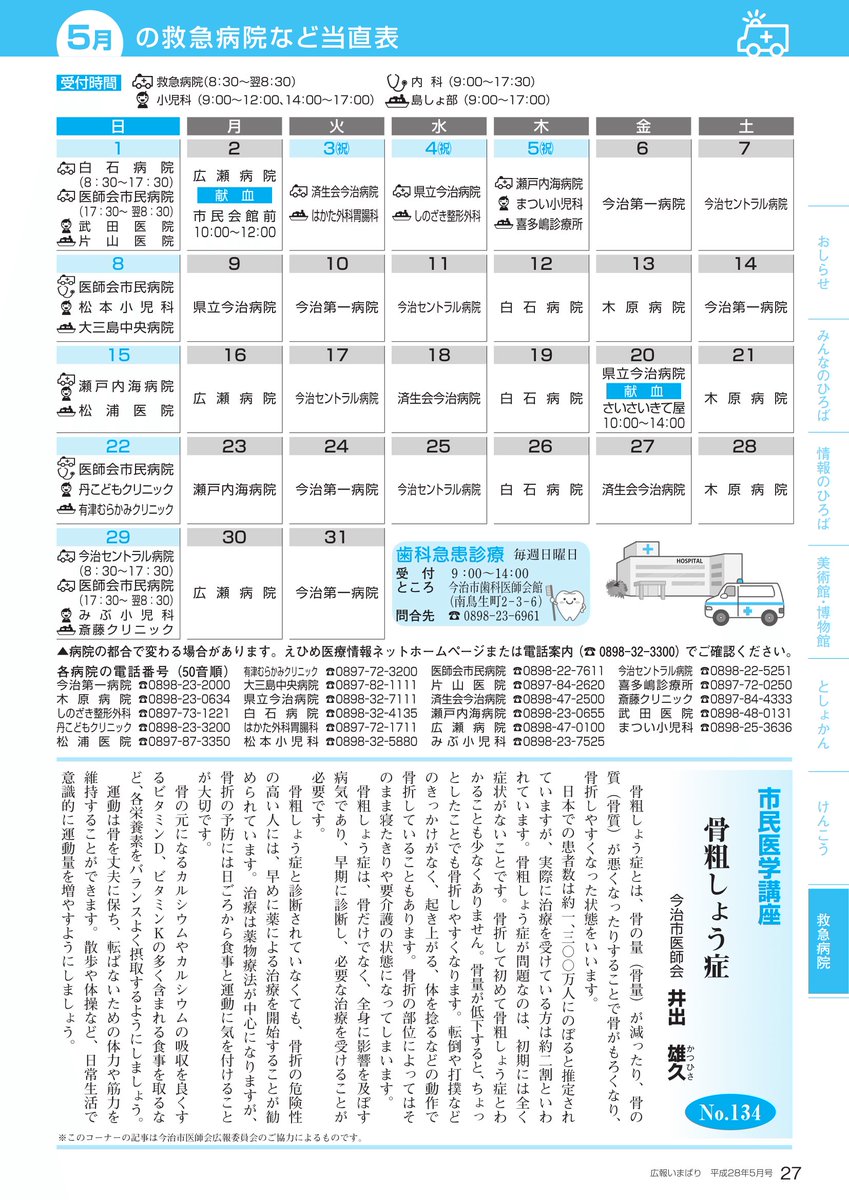 5月の救急病院など当直表
受付時間
救急病院(8:30〜翌8:30)
内科(9:00〜17:30)
小児科(9:00〜12:00、14:00〜17:00)
島しょ部(9:00〜17:00)
日 月 火 水 木 金 土
1
白石病院
(8:30〜17:30)
医師会市民病院
(17:30〜翌8:30)
武田医院
片山医院
2
広瀬病院
献血
市民会館前
10:00〜12:00
3㈷
済生会今治病院
はかた外科胃腸科
4㈷
県立今治病院
しのざき整形外科
5㈷
瀬戸内海病院
まつい小児科
喜多嶋診療所
6
今治第一病院
7
今治セントラル病院
8
医師会市民病院
松本小児科
大三島中央病院
9
県立今治病院
10
今治第一病院
11
今治セントラル病院
12
白石病院
13
木原病院
14
今治第一病院
15
瀬戸内海病院
松浦医院
16
広瀬病院
17
今治セントラル病院
18
済生会今治病院
19
白石病院
20
県立今治病院
献血
さいさいきて屋
10:00〜14:00
21
木原病院
22
医師会市民病院
丹こどもクリニック
有津むらかみクリニック
23
瀬戸内海病院
24
今治第一病院
25
今治セントラル病院
26
白石病院
27
済生会今治病院
28
木原病院
29
今治セントラル病院
(8:30〜17:30)
医師会市民病院
(17:30〜翌8:30)
みぶ小児科
斎藤クリニック
30
広瀬病院
31
今治第一病院
歯科急患診療 毎週日曜日
受付 9:00〜14:00
ところ 今治市歯科医師会館
(南鳥生町2-3-6)
問合先 ☎0898-23-6961
HOSPITAL
▲病院の都合で変わる場合があります。えひめ医療情報ネットホームページまたは電話案内(☎0898-32-3300)でご確認ください。
各病院の電話番号(50音順)
有津むらかみクリニック ☎0897-72-3200
医師会市民病院 ☎0898-22-7611
今治セントラル病院 ☎0898-22-5251
今治第一病院 ☎0898-23-2000
大三島中央病院 ☎0897-82-1111
片山医院 ☎0897-84-2620
喜多嶋診療所 ☎0897-72-0250
木原病院 ☎0898-23-0634
県立今治病院 ☎0898-32-7111
済生会今治病院 ☎0898-47-2500
斎藤クリニック ☎0897-84-4333
しのざき整形外科 ☎0897-73-1221
白石病院 ☎0898-32-4135
瀬戸内海病院 ☎0898-23-0655
武田医院 ☎0898-48-0131
丹こどもクリニック ☎0898-23-3200
はかた外科胃腸科 ☎0897-72-1711
広瀬病院 ☎0898-47-0100
まつい小児科 ☎0898-25-3636
松浦医院 ☎0897-87-3350
松本小児科 ☎0898-32-5880
みぶ小児科 ☎0898-23-7525
市民医学講座
骨粗しょう症
今治市医師会 井出 雄久
かつひさ
No.134
骨粗しょう症とは、骨の量（骨量）が減ったり、骨の
質（骨質）が悪くなったりすることで骨がもろくなり、
骨折しやすくなった状態をいいます。
日本での患者数は約一、三〇〇万人にのぼると推定され
ていますが、実際に治療を受けている方は約二割といわ
れています。骨粗しょう症が問題なのは、初期には全く
症状がないことです。骨折して初めて骨粗しょう症とわ
かることも少なくありません。骨量が低下すると、ちょっ
としたことでも骨折しやすくなります。転倒や打撲など
のきっかけがなく、起き上がる、体を捻るなどの動作で
骨折していることもあります。骨折の部位によってはそ
のまま寝たきりや要介護の状態になってしまいます。
骨粗しょう症は、骨だけでなく、全身に影響を及ぼす
病気であり、早期に診断し、必要な治療を受けることが
必要です。
骨粗しょう症と診断されていなくても、骨折の危険性
の高い人には、早めに薬による治療を開始することが勧
められています。治療は薬物療法が中心になりますが、
骨折の予防には日ごろから食事と運動に気を付けること
が大切です。
骨の元になるカルシウムやカルシウムの吸収を良くす
るビタミンD、ビタミンKの多く含まれる食事を取るな
ど、各栄養素をバランスよく摂取するようにしましょう。
運動は骨を丈夫に保ち、転ばないための体力や筋力を
維持することができます。散歩や体操など、日常生活で
意識的に運動量を増やすようにしましょう。
※このコーナーの記事は今治市医師会広報委員会のご協力によるものです。
おしらせ
みんなのひろば
情報のひろば
美術館・博物館
としょかん
けんこう
救急病院
広報いまばり 平成28年5月号 27